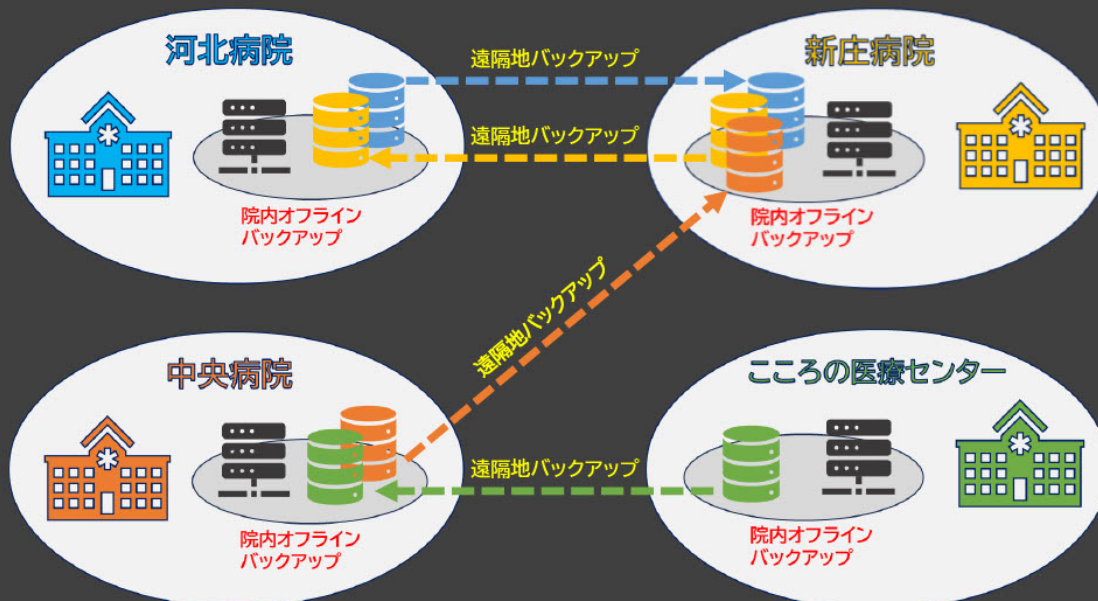 河北病院
遠隔地バックアップ
新庄病院
遠隔地バックアップ
院内オフライン
バックアップ
院内オフライン
バックアップ
遠隔地バックアップ
中央病院
こころの医療センター
遠隔地バックアップ
院内オフライン
バックアップ
院内オフライン
バックアップ